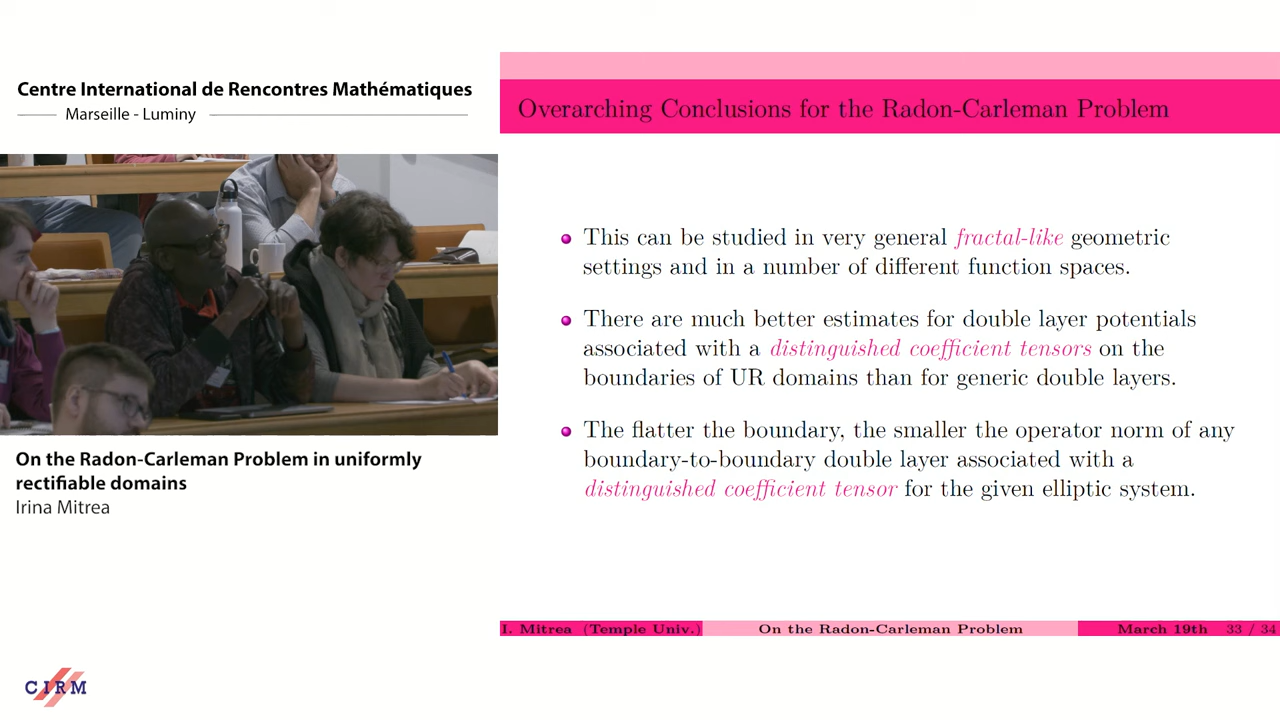 Centre International de Rencontres Mathématiques
Marseille - Luminy
On the Radon-Carleman Problem in uniformly
rectifiable domains
Irina Mitrea
CIRM
Overarching Conclusions for the Radon-Carleman Problem
This can be studied in very general fractal-like geometric
settings and in a number of different function spaces.
There are much better estimates for double layer potentials
associated with a distinguished coefficient tensors on the
boundaries of UR domains than for generic double layers.
The flatter the boundary, the smaller the operator norm of any
boundary-to-boundary double layer associated with a
distinguished coefficient tensor for the given elliptic system.
I. Mitrea (Temple Univ.) On the Radon-Carleman Problem March 19th 33 / 34